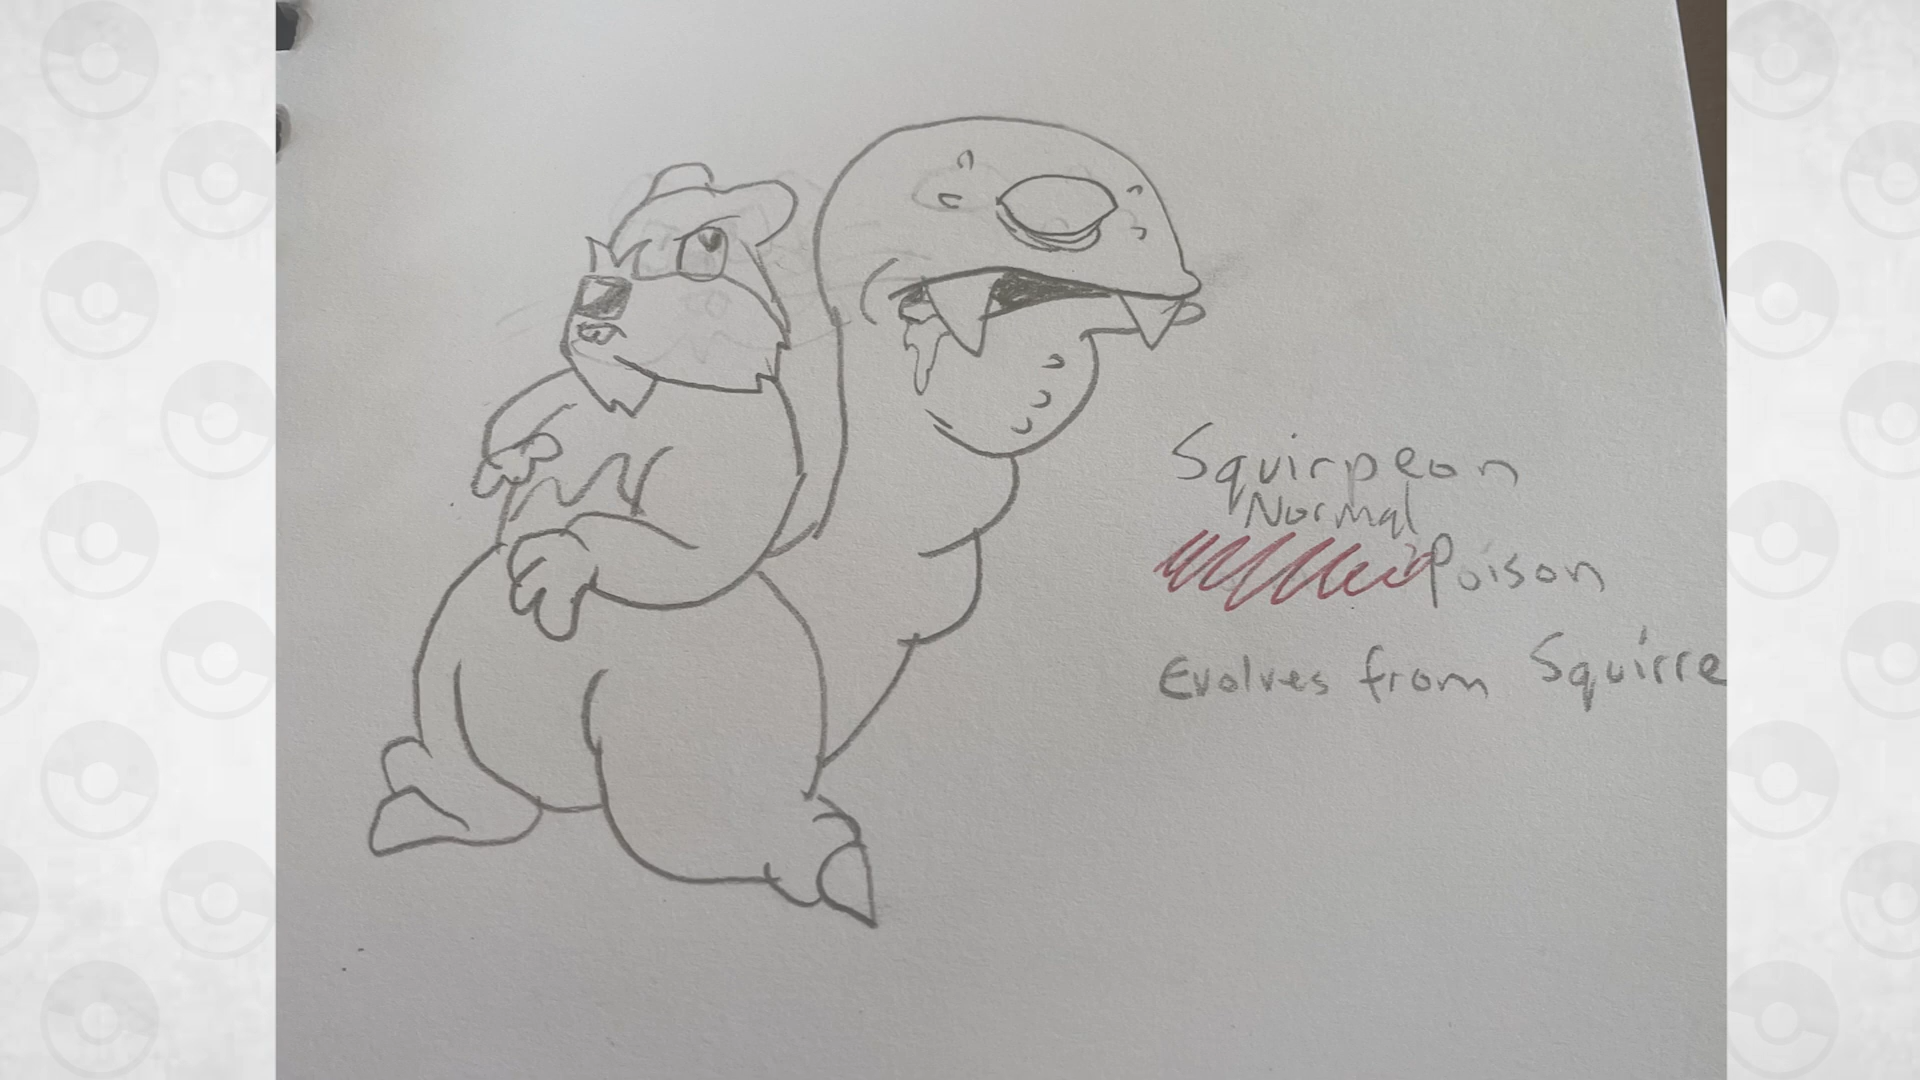 Squirpeon
Normal
Poison
Evolves from Squirre